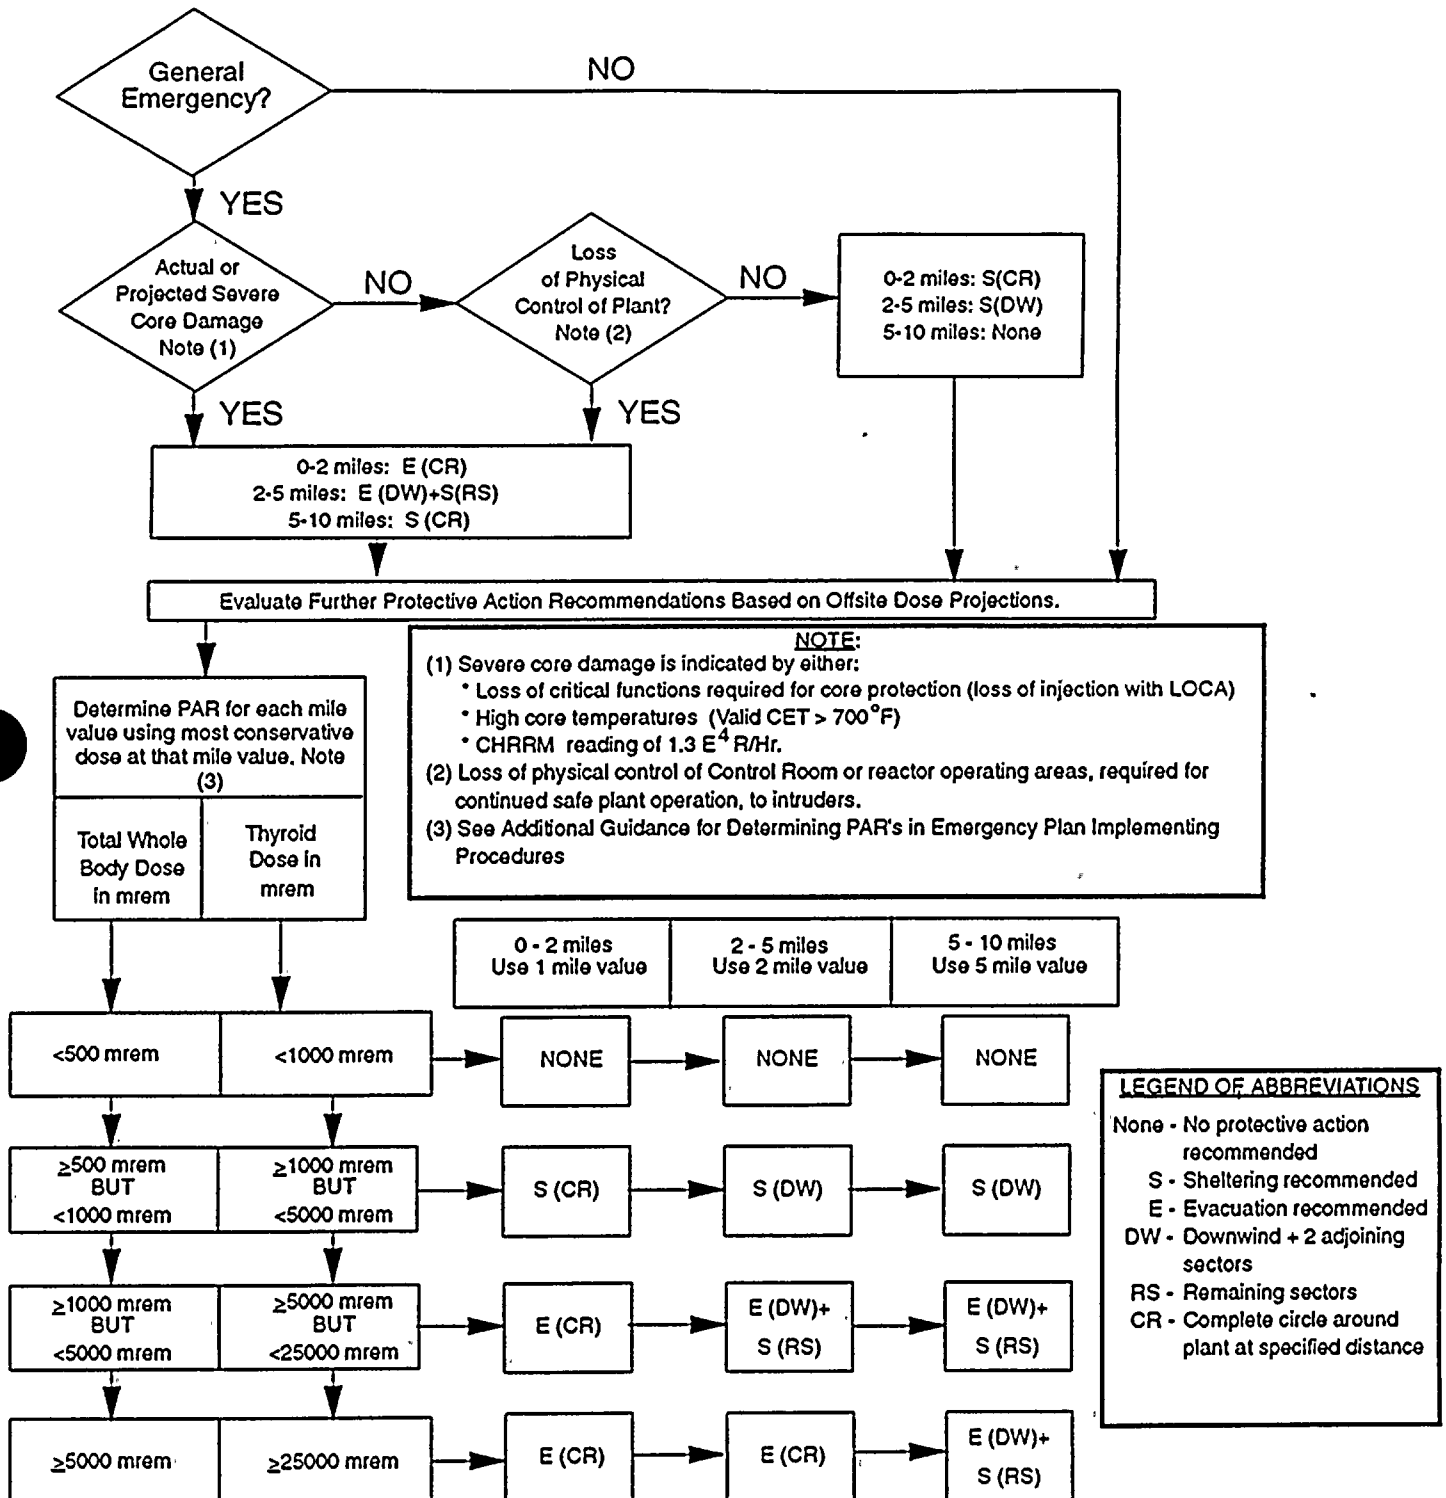 General
Emergency?
NO
YES
Actual or
Projected Severe
Core Damage
Note (1)
NO
Loss
of Physical
Control of Plant?
Note (2)
NO
0-2 miles: S(CR)
2-5 miles: S(DW)
5-10 miles: None
YES
YES
0-2 miles: E (CR)
2-5 miles: E (DW)+S(RS)
5-10 miles: S (CR)
Evaluate Further Protective Action Recommendations Based on Offsite Dose Projections.
NOTE:
(1) Severe core damage is indicated by either:
* Loss of critical functions required for core protection (loss of injection with LOCA)
* High core temperatures (Valid CET > 700°F)
* CHRRM reading of 1.3 E⁴ R/Hr.
(2) Loss of physical control of Control Room or reactor operating areas, required for
continued safe plant operation, to intruders.
(3) See Additional Guidance for Determining PAR's in Emergency Plan Implementing
Procedures
Determine PAR for each mile
value using most conservative
dose at that mile value. Note
(3)
Total Whole
Body Dose
in mrem
Thyroid
Dose in
mrem
0 - 2 miles
Use 1 mile value
2 - 5 miles
Use 2 mile value
5 - 10 miles
Use 5 mile value
<500 mrem
<1000 mrem
NONE
NONE
NONE
≥500 mrem
BUT
<1000 mrem
≥1000 mrem
BUT
<5000 mrem
S (CR)
S (DW)
S (DW)
≥1000 mrem
BUT
<5000 mrem
≥5000 mrem
BUT
<25000 mrem
E (CR)
E (DW)+
S (RS)
E (DW)+
S (RS)
≥5000 mrem
≥25000 mrem
E (CR)
E (CR)
E (DW)+
S (RS)
LEGEND OF ABBREVIATIONS
None - No protective action
recommended
S - Sheltering recommended
E - Evacuation recommended
DW - Downwind + 2 adjoining
sectors
RS - Remaining sectors
CR - Complete circle around
plant at specified distance